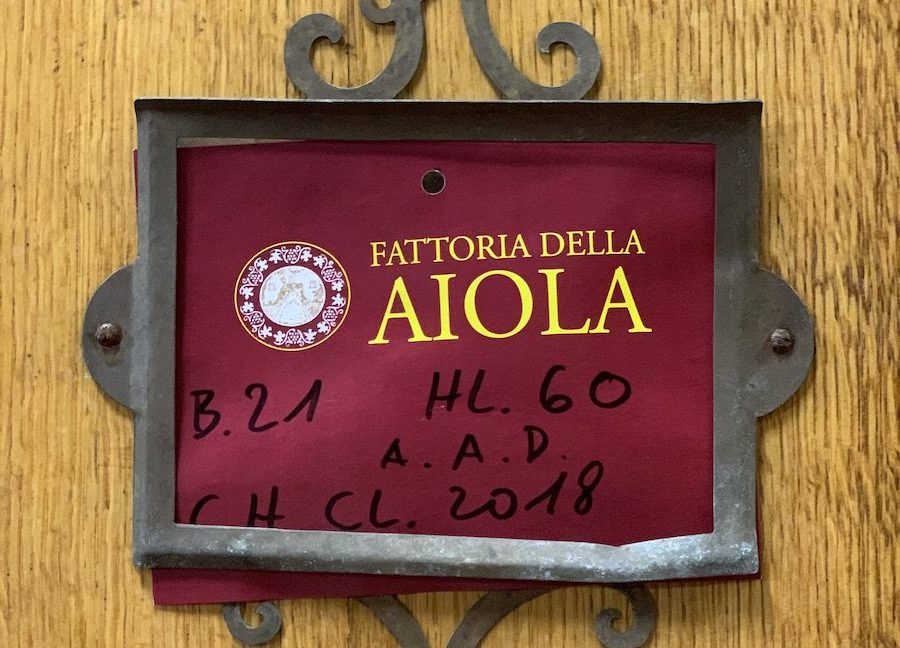 FATTORIA DELLA
AIOLA
B.21 HL. 60
A.A.D.
CH CL. 2018